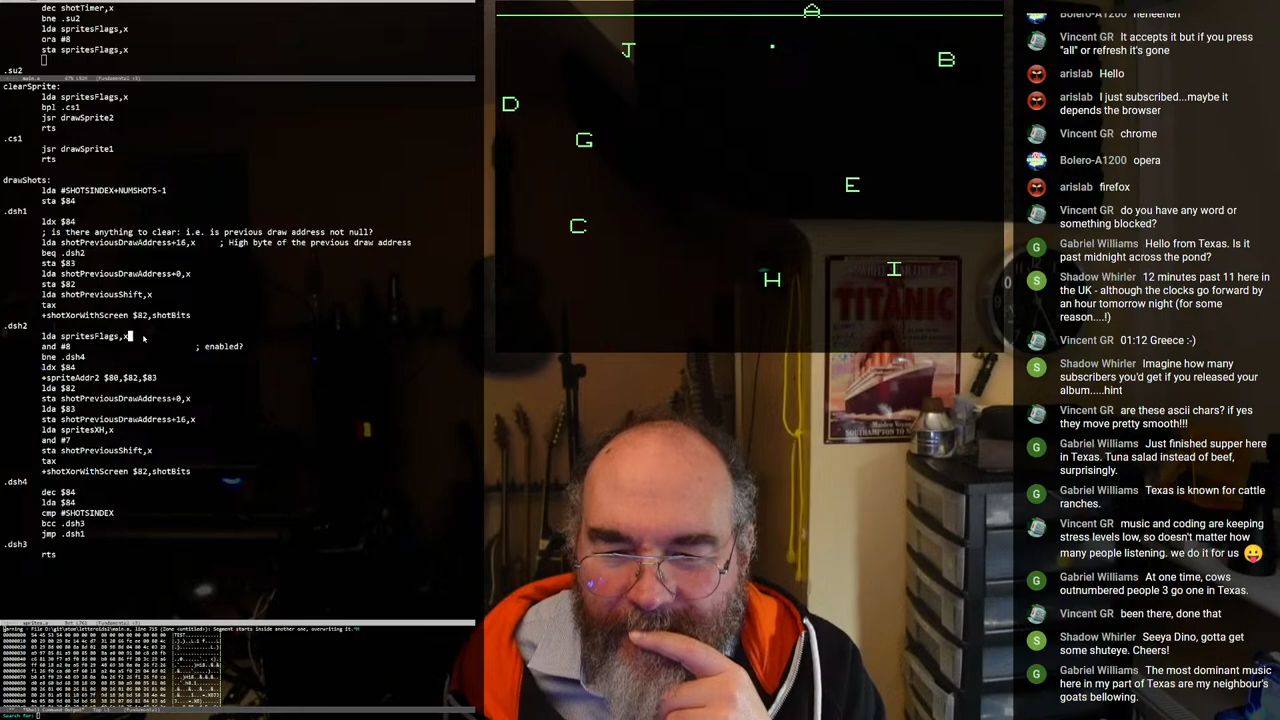 dec shotTimer,x
bne .su2
lda spritesFlags,x
ora #8
sta spritesFlags,x
.su2
clearSprite:
lda spritesFlags,x
bpl .cs1
jsr drawSprite2
rts
.cs1
jsr drawSprite1
rts
drawShots:
lda #SHOTSINDEX+NUMSHOTS-1
sta $84
.dsh1
ldx $84
; is there anything to clear: i.e. is previous draw address not null?
lda shotPreviousDrawAddress+16,x ; High byte of the previous draw address
beq .dsh2
sta $83
lda shotPreviousDrawAddress+0,x
sta $82
lda shotPreviousShift,x
tax
+shotXorWithScreen $82,shotBits
.dsh2
lda spritesFlags,x
and #8 ; enabled?
bne .dsh4
ldx $84
+spriteAddr2 $80,$82,$83
lda $82
sta shotPreviousDrawAddress+0,x
lda $83
sta shotPreviousDrawAddress+16,x
lda spritesXH,x
and #7
sta shotPreviousShift,x
tax
+shotXorWithScreen $82,shotBits
.dsh4
dec $84
lda $84
cmp #SHOTSINDEX
bcc .dsh3
jmp .dsh1
.dsh3
rts
Search for:
A
J
B
D
G
E
C
I
H
TITANIC
SOUTHAMPTON TO
Bolero-A1200 heheheh
Vincent GR It accepts it but if you press
"all" or refresh it's gone
arislab Hello
arislab I just subscribed...maybe it
depends the browser
Vincent GR chrome
Bolero-A1200 opera
arislab firefox
Vincent GR do you have any word or
something blocked?
G Gabriel Williams Hello from Texas. Is it
past midnight across the pond?
S Shadow Whirler 12 minutes past 11 here in
the UK - although the clocks go forward by
an hour tomorrow night (for some
reason....!)
Vincent GR 01:12 Greece :-)
S Shadow Whirler Imagine how many
subscribers you'd get if you released your
album.....hint
Vincent GR are these ascii chars? if yes
they move pretty smooth!!!
G Gabriel Williams Just finished supper here
in Texas. Tuna salad instead of beef,
surprisingly.
G Gabriel Williams Texas is known for cattle
ranches.
Vincent GR music and coding are keeping
stress levels low, so doesn't matter how
many people listening. we do it for us 😜
G Gabriel Williams At one time, cows
outnumbered people 3 go one in Texas.
Vincent GR been there, done that
S Shadow Whirler Seeya Dino, gotta get
some shuteye. Cheers!
G Gabriel Williams The most dominant music
here in my part of Texas are my neighbour's
goats bellowing.